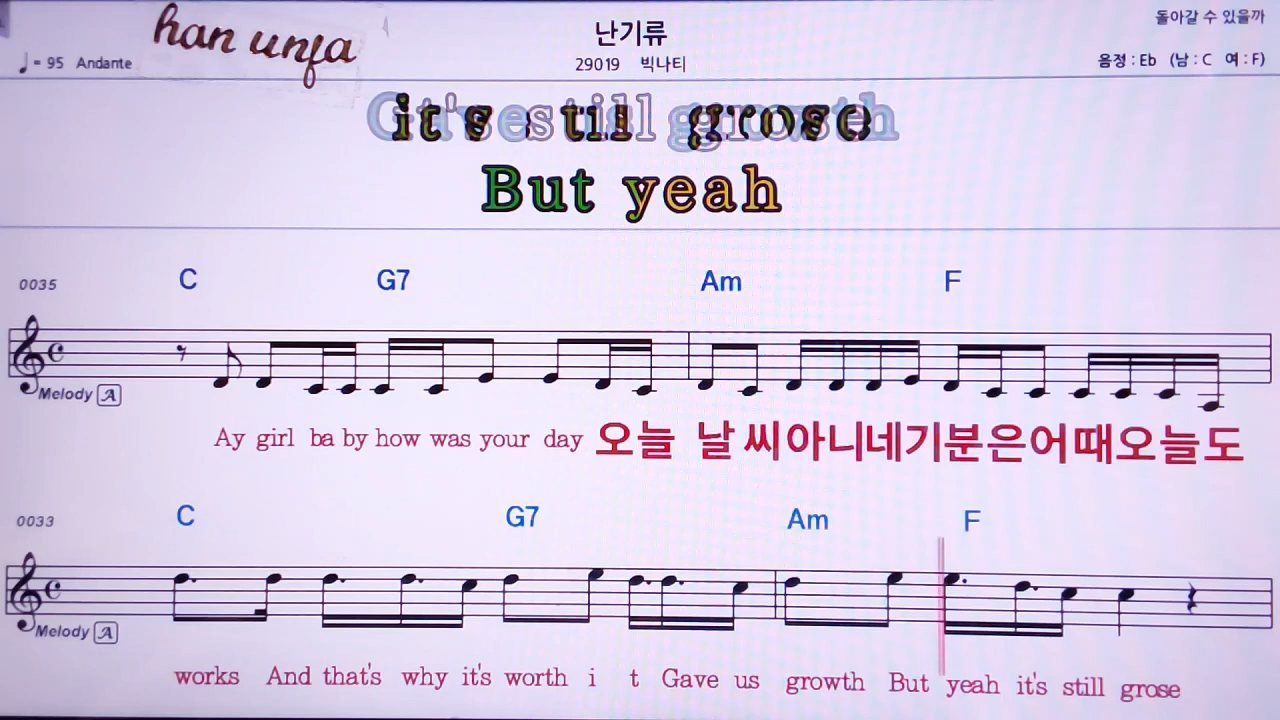 han unja
난기류
돌아갈 수 있을까
♩= 95 Andante
29019 빅나티
음정 : Eb (남 : C 여 : F)
it's still grose
But yeah
0035
C G7 Am F
Melody A
Ay girl ba by how was your day 오늘 날 씨아니네기분은어때오늘도
0033
C G7 Am F
Melody A
works And that's why it's worth i t Gave us growth But yeah it's still grose